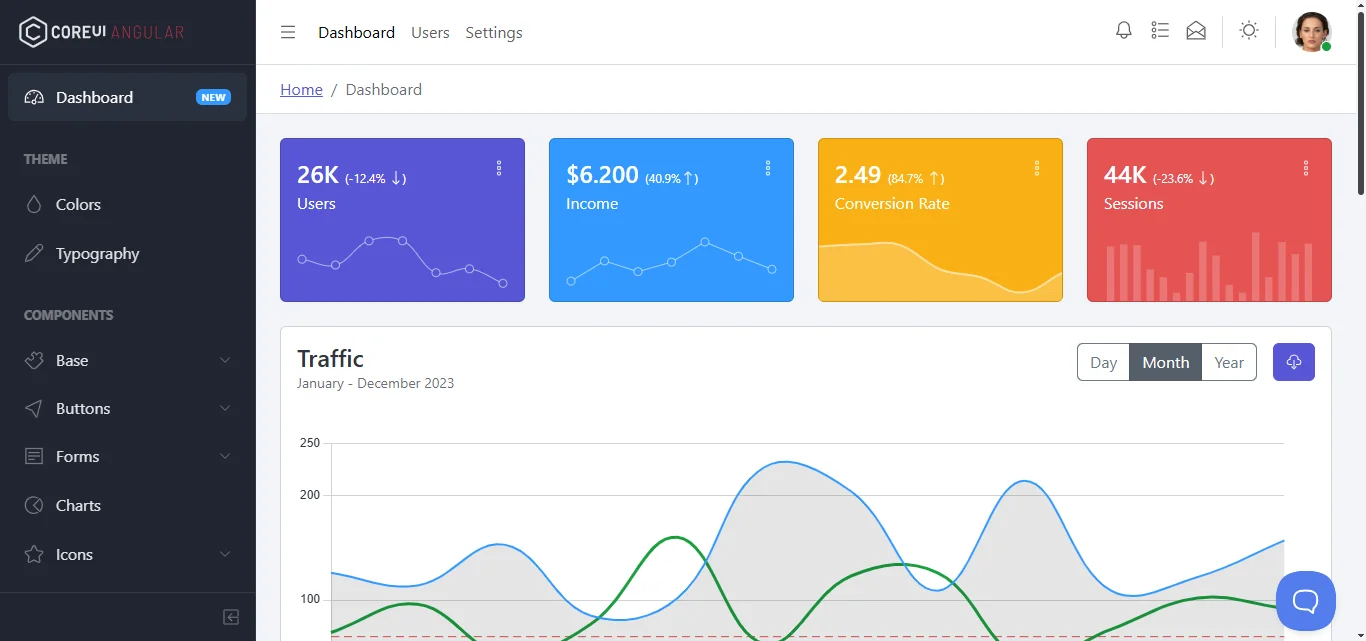 COREUI ANGULAR
Dashboard Users Settings
Dashboard NEW
Home / Dashboard
THEME
Colors
Typography
COMPONENTS
Base
Buttons
Forms
Charts
Icons
26K (-12.4% ↓)
Users
$6.200 (40.9% ↑)
Income
2.49 (84.7% ↑)
Conversion Rate
44K (-23.6% ↓)
Sessions
Traffic
January - December 2023
Day Month Year
250
200
100